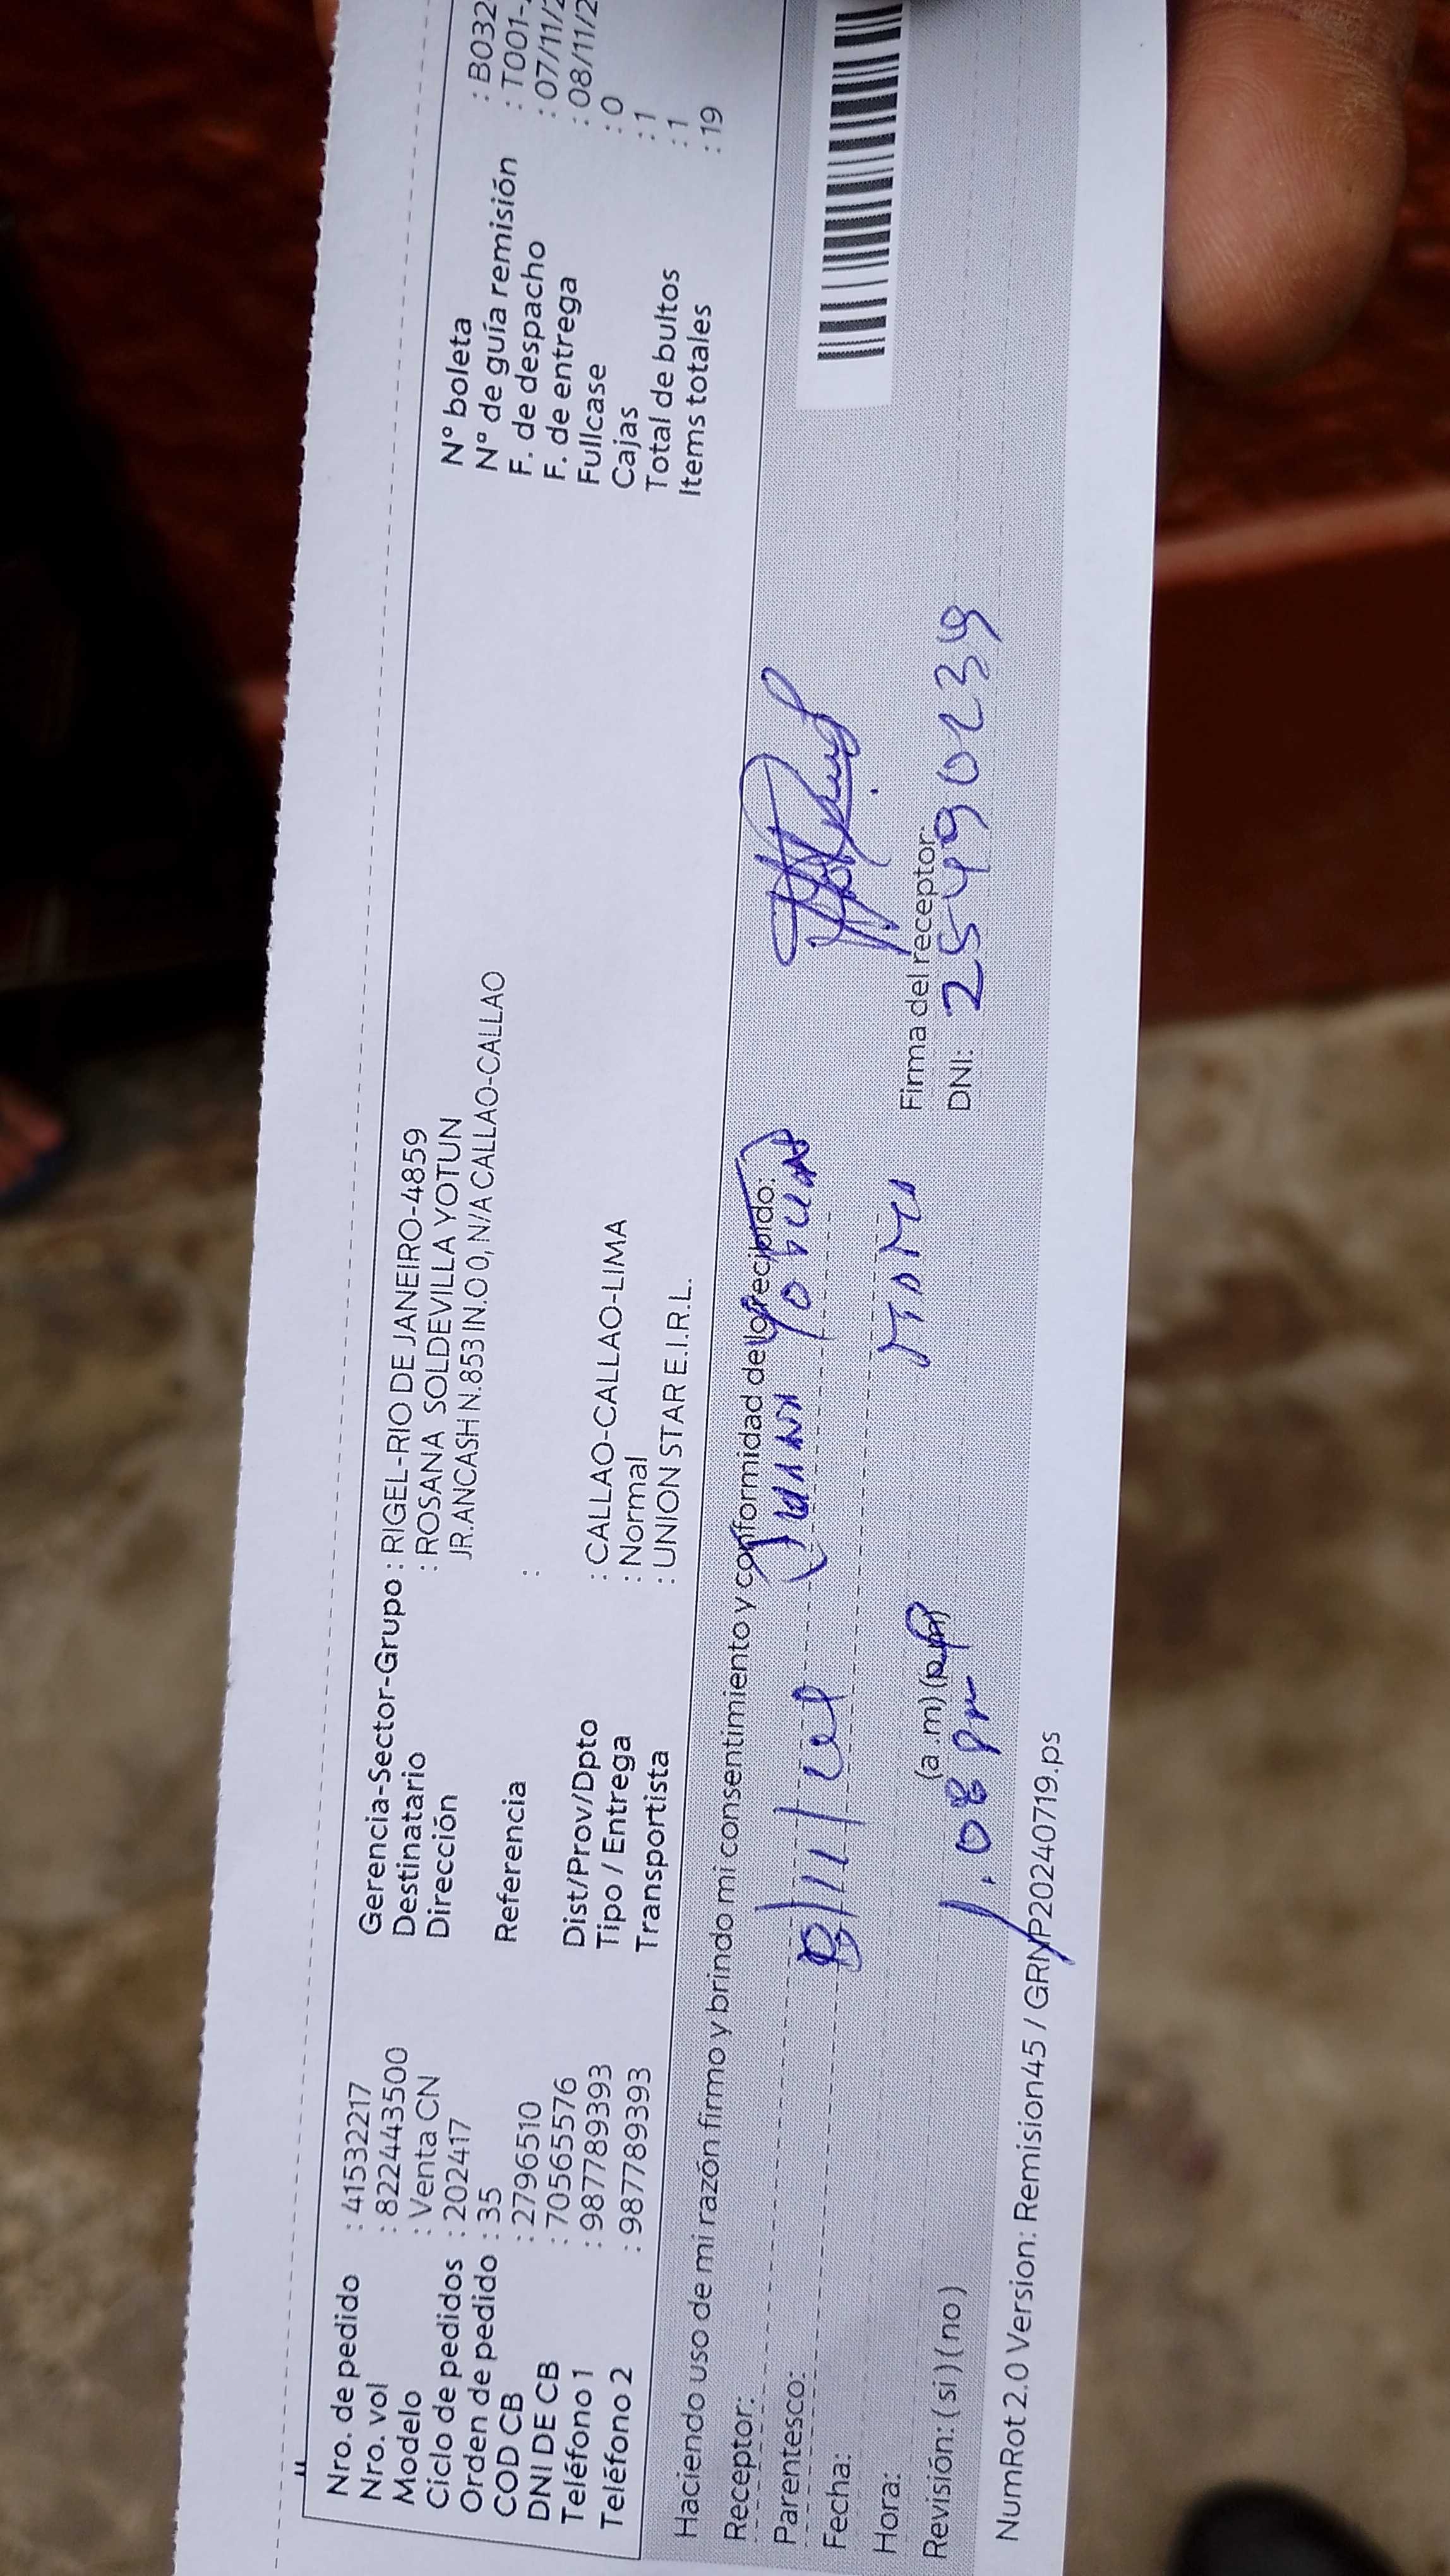 Nro. de pedido : 41532217
Nro. vol : 822443500
Modelo : Venta CN
Ciclo de pedidos : 202417
Orden de pedido : 35
COD CB : 2796510
DNI DE CB : 70565576
Teléfono 1 : 987789393
Teléfono 2 : 987789393
Gerencia-Sector-Grupo : RIGEL-RIO DE JANEIRO-4859
Destinatario : ROSANA SOLDEVILLA YOTUN
Dirección JR.ANCASH N.853 IN.O 0, N/A CALLAO-CALLAO
Referencia :
Dist/Prov/Dpto : CALLAO-CALLAO-LIMA
Tipo / Entrega : Normal
Transportista : UNION STAR E.I.R.L.
N° boleta : B032
N° de guía remisión : T001-
F. de despacho : 07/11/2
F. de entrega : 08/11/2
Fullcase : 0
Cajas : 1
Total de bultos : 1
Items totales : 19
Haciendo uso de mi razón firmo y brindo mi consentimiento y conformidad de lo recibido.
Receptor:
Parentesco:
Fecha:
Hora: (a .m) (p.m)
1.08 pm
Revisión: ( si ) ( no )
Firma del receptor:
DNI: 25490239
NumRot 2.0 Version: Remision45 / GRNP20240719.ps